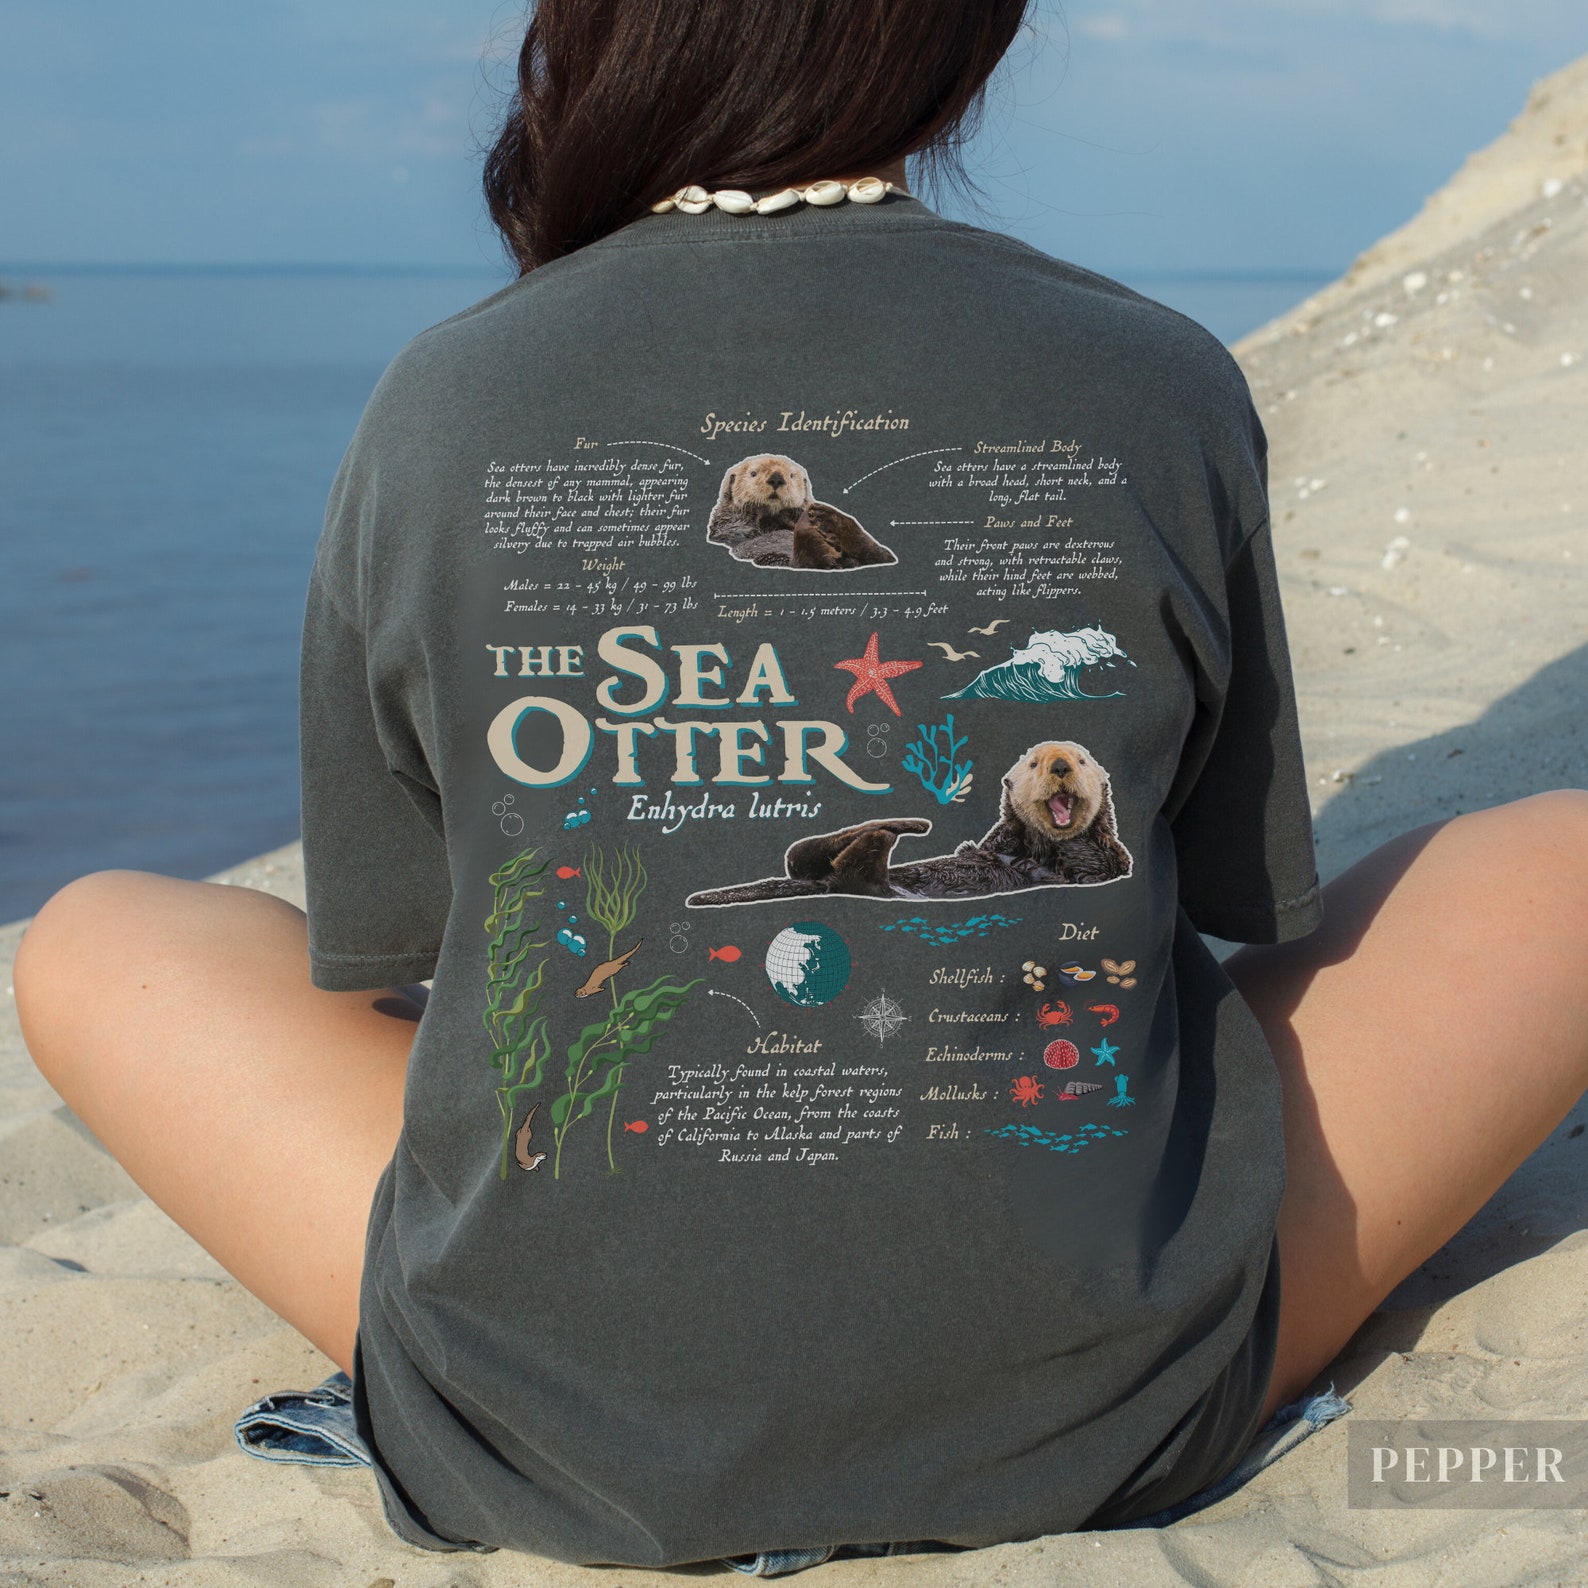 Species Identification
Fur
Sea otters have incredibly dense fur,
the densest of any mammal, appearing
dark brown to black with lighter fur
around their face and chest; their fur
looks fluffy and can sometimes appear
silvery due to trapped air bubbles.
Streamlined Body
Sea otters have a streamlined body
with a broad head, short neck, and a
long, flat tail.
Paws and Feet
Their front paws are dexterous
and strong, with retractable claws,
while their hind feet are webbed,
acting like flippers.
Weight
Males = 22 - 45 kg / 49 - 99 lbs
Females = 14 - 33 kg / 31 - 73 lbs
Length = 1 - 1.5 meters / 3.3 - 4.9 feet
THE SEA
OTTER
Enhydra lutris
Habitat
Typically found in coastal waters,
particularly in the kelp forest regions
of the Pacific Ocean, from the coasts
of California to Alaska and parts of
Russia and Japan.
Diet
Shellfish :
Crustaceans :
Echinoderms :
Mollusks :
Fish :
PEPPER